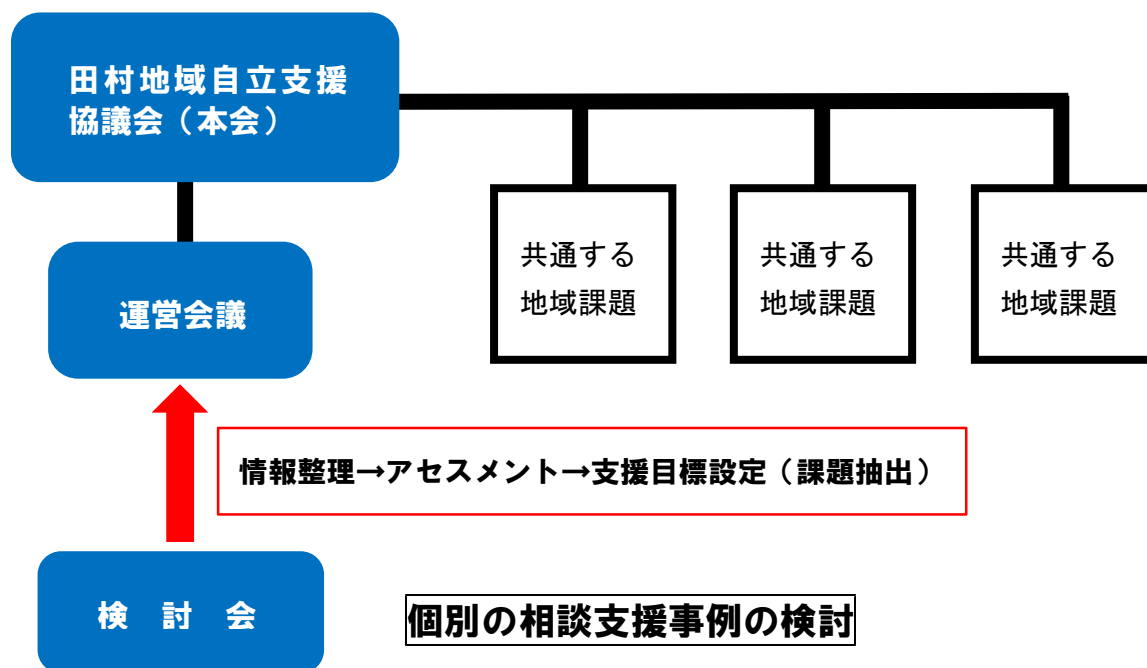 田村地域自立支援
協議会（本会）
共通する
地域課題
共通する
地域課題
共通する
地域課題
運営会議
情報整理→アセスメント→支援目標設定（課題抽出）
検　討　会
個別の相談支援事例の検討